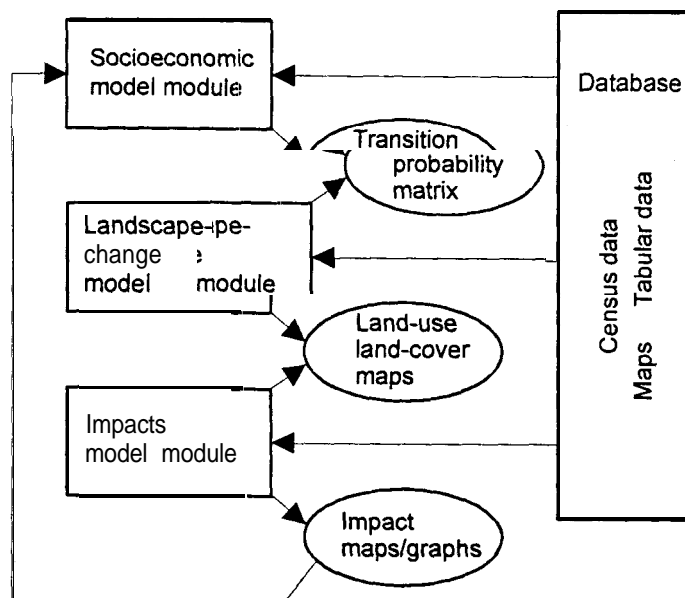 Socioeconomic
model module
Database
Transition
probability
matrix
Landscape-pe-
change e
model module
Census data
Maps Tabular data
Land-use
land-cover
maps
Impacts
model module
Impact
maps/graphs